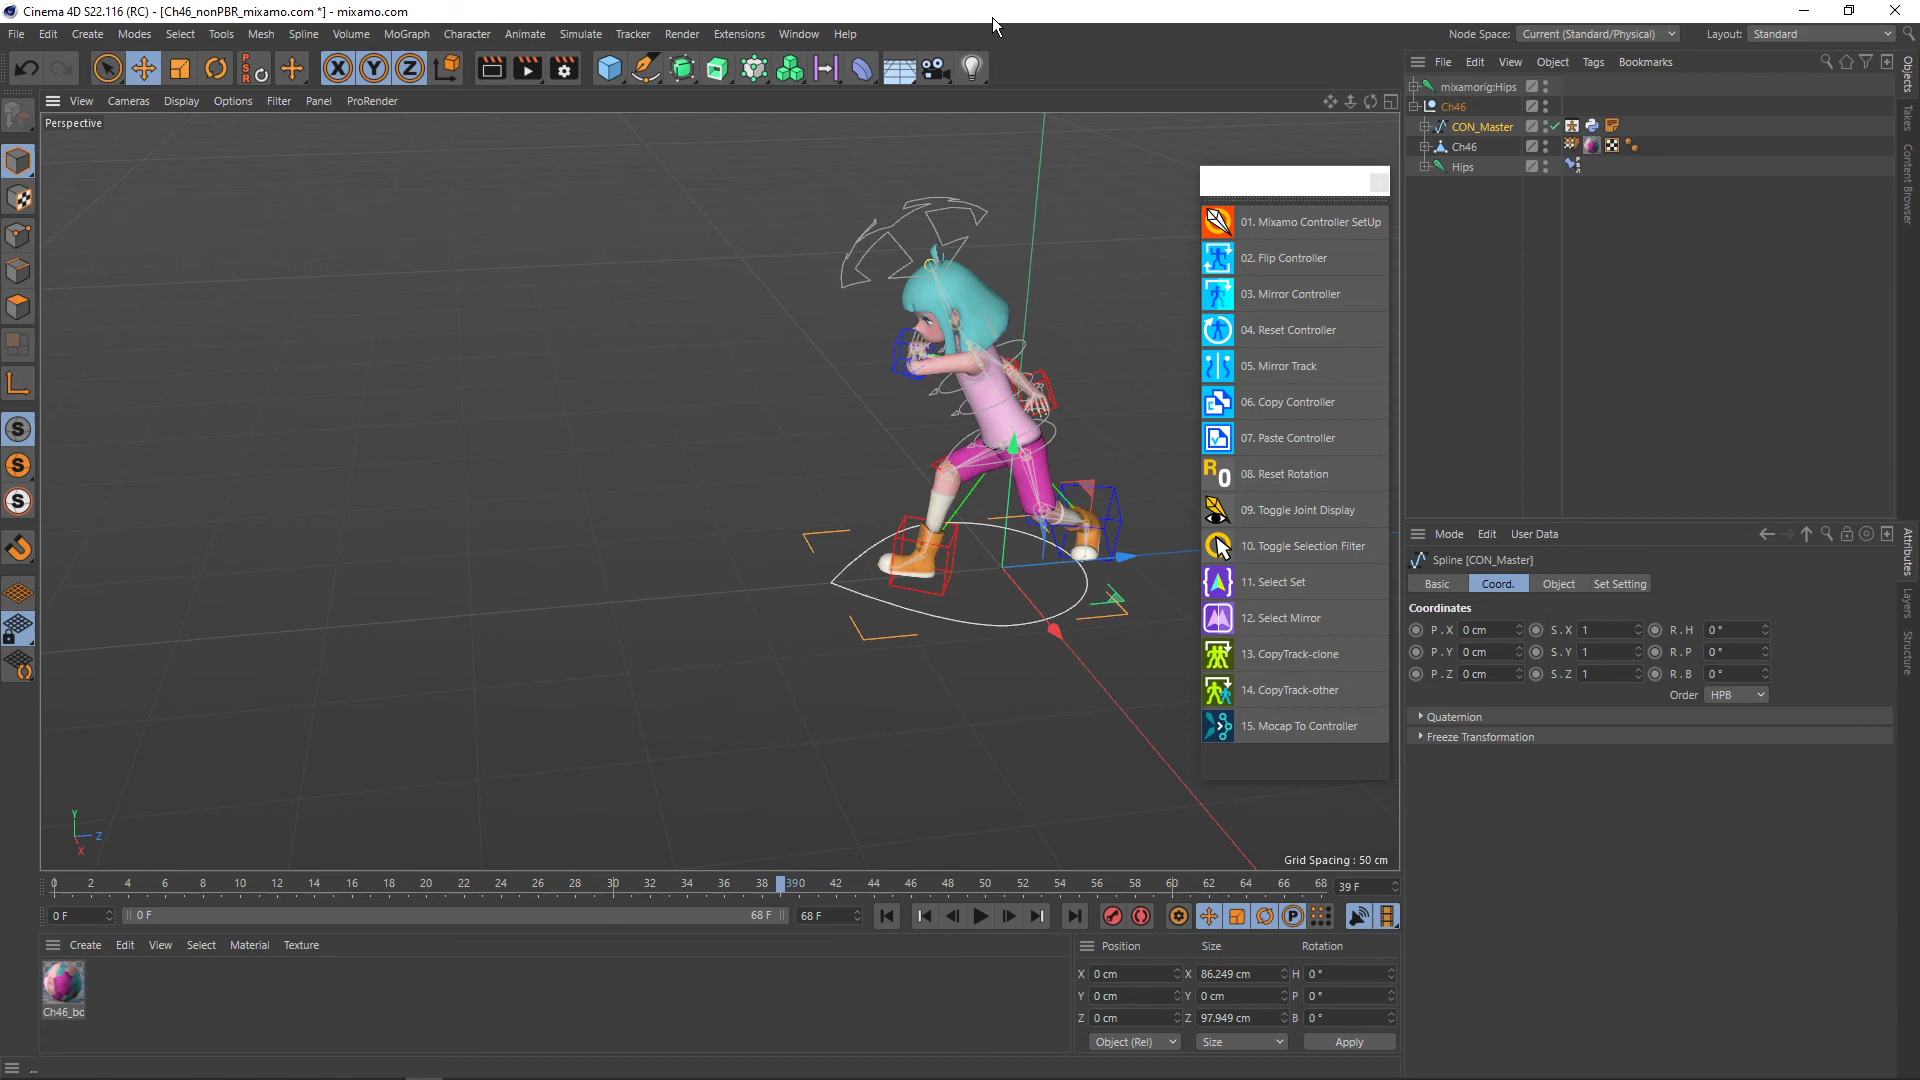 Cinema 4D S22.116 (RC) - [Ch46_nonPBR_mixamo.com *] - mixamo.com
File Edit Create Modes Select Tools Mesh Spline Volume MoGraph Character Animate Simulate Tracker Render Extensions Window Help
Node Space: Current (Standard/Physical) Layout: Standard
PSR X Y Z
View Cameras Display Options Filter Panel ProRender
Perspective
File Edit View Object Tags Bookmarks
mixamorig:Hips
Ch46
CON_Master
Ch46
Hips
Objects
Takes
Content Browser
01. Mixamo Controller SetUp
02. Flip Controller
03. Mirror Controller
04. Reset Controller
05. Mirror Track
06. Copy Controller
07. Paste Controller
08. Reset Rotation
09. Toggle Joint Display
10. Toggle Selection Filter
11. Select Set
12. Select Mirror
13. CopyTrack-clone
14. CopyTrack-other
15. Mocap To Controller
Mode Edit User Data
Spline [CON_Master]
Basic Coord. Object Set Setting
Coordinates
P . X 0 cm S . X 1 R . H 0 °
P . Y 0 cm S . Y 1 R . P 0 °
P . Z 0 cm S . Z 1 R . B 0 °
Order HPB
Quaternion
Freeze Transformation
Attributes
Layers
Structure
Y
Z
X
Grid Spacing : 50 cm
0 2 4 6 8 10 12 14 16 18 20 22 24 26 28 30 32 34 36 38 390 42 44 46 48 50 52 54 56 58 60 62 64 66 68 39 F
0 F 0 F 68 F 68 F
Create Edit View Select Material Texture
Ch46_bo
Position Size Rotation
X 0 cm X 86.249 cm H 0 °
Y 0 cm Y 0 cm P 0 °
Z 0 cm Z 97.949 cm B 0 °
Object (Rel) Size Apply
...